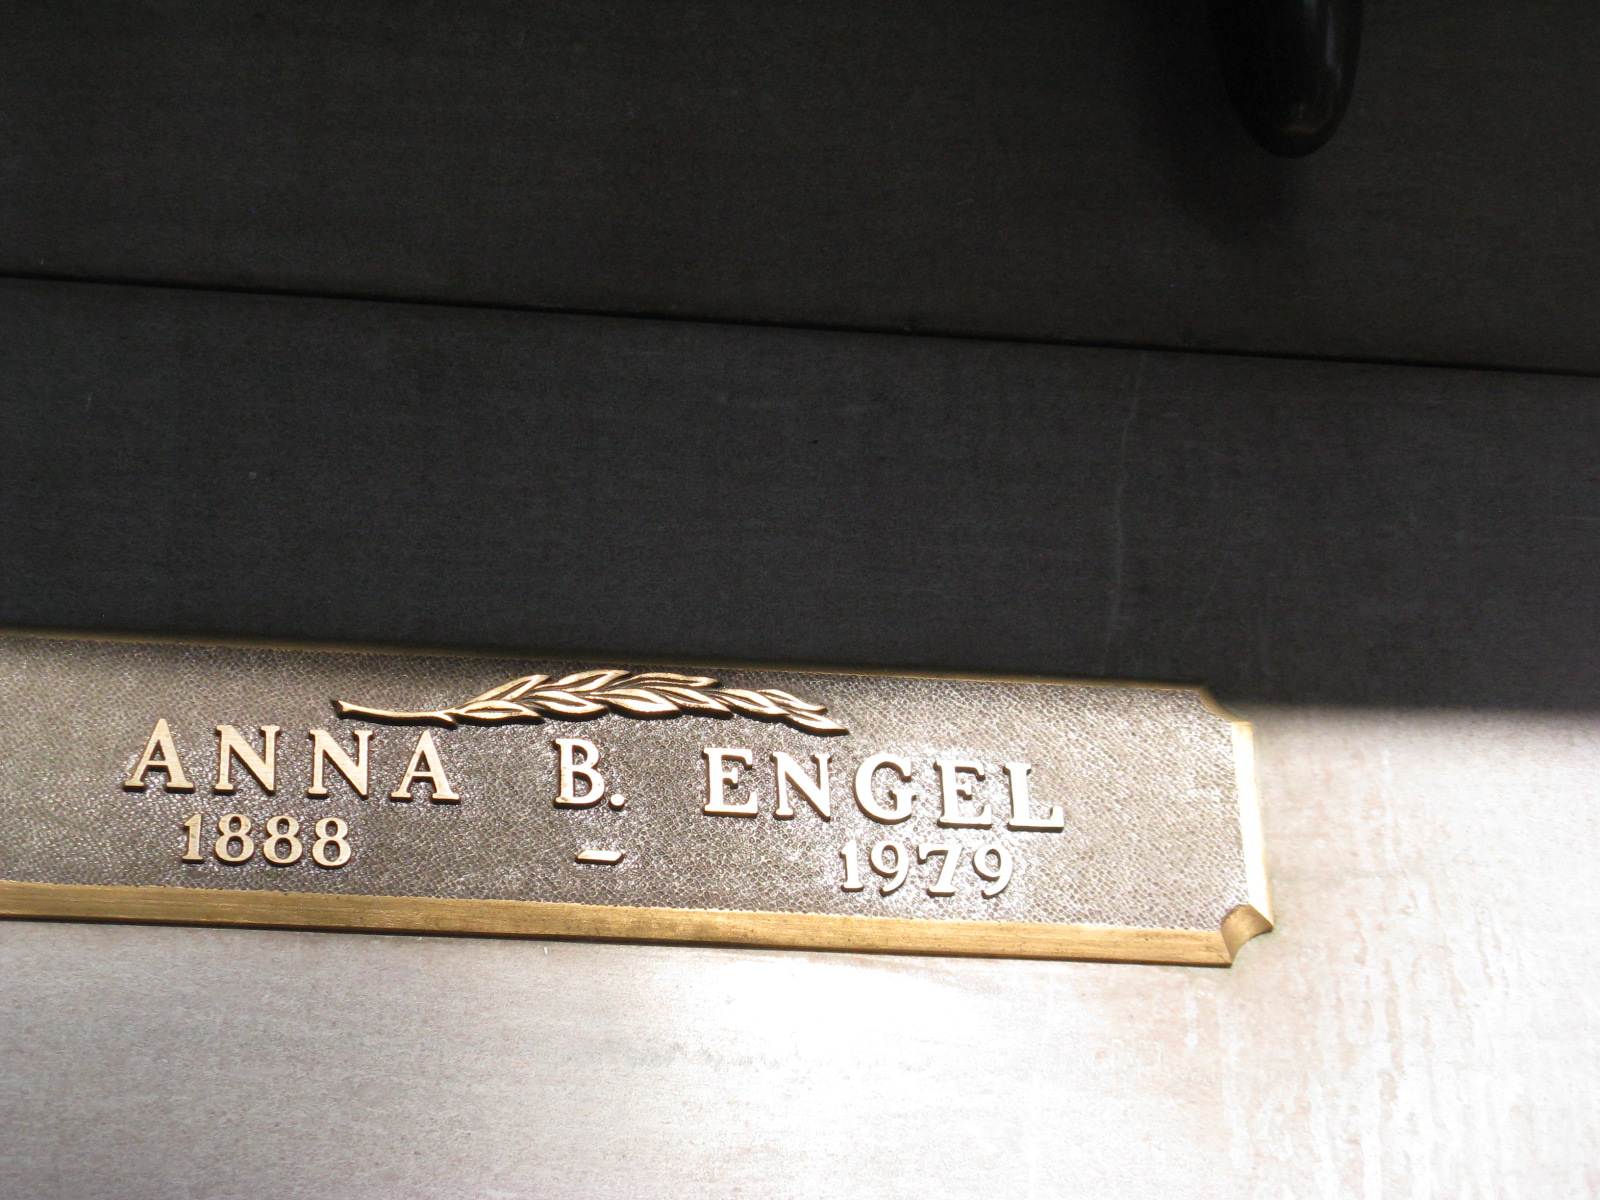 ANNA B. ENGEL
1888 – 1979